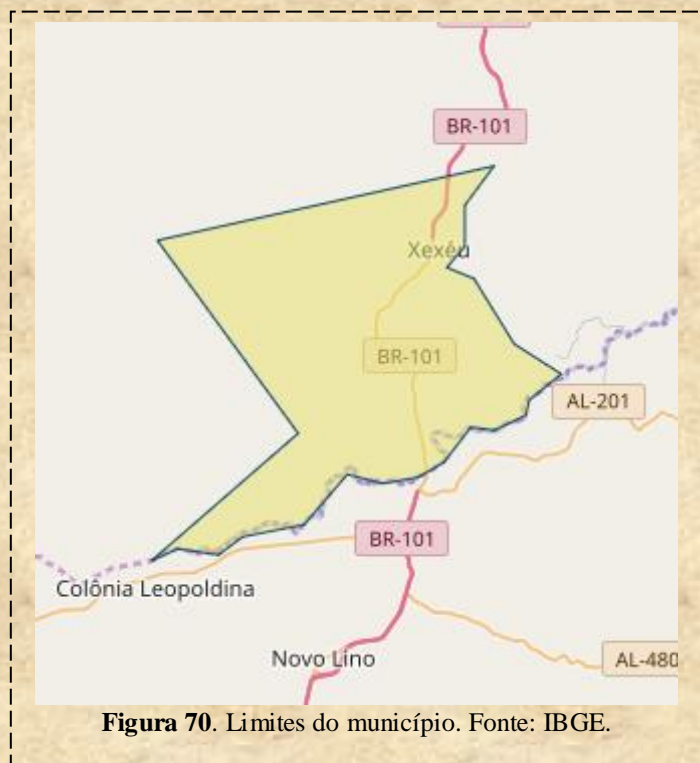 BR-101
Xexéu
BR-101
AL-201
BR-101
Colônia Leopoldina
Novo Lino
AL-480
Figura 70. Limites do município. Fonte: IBGE.